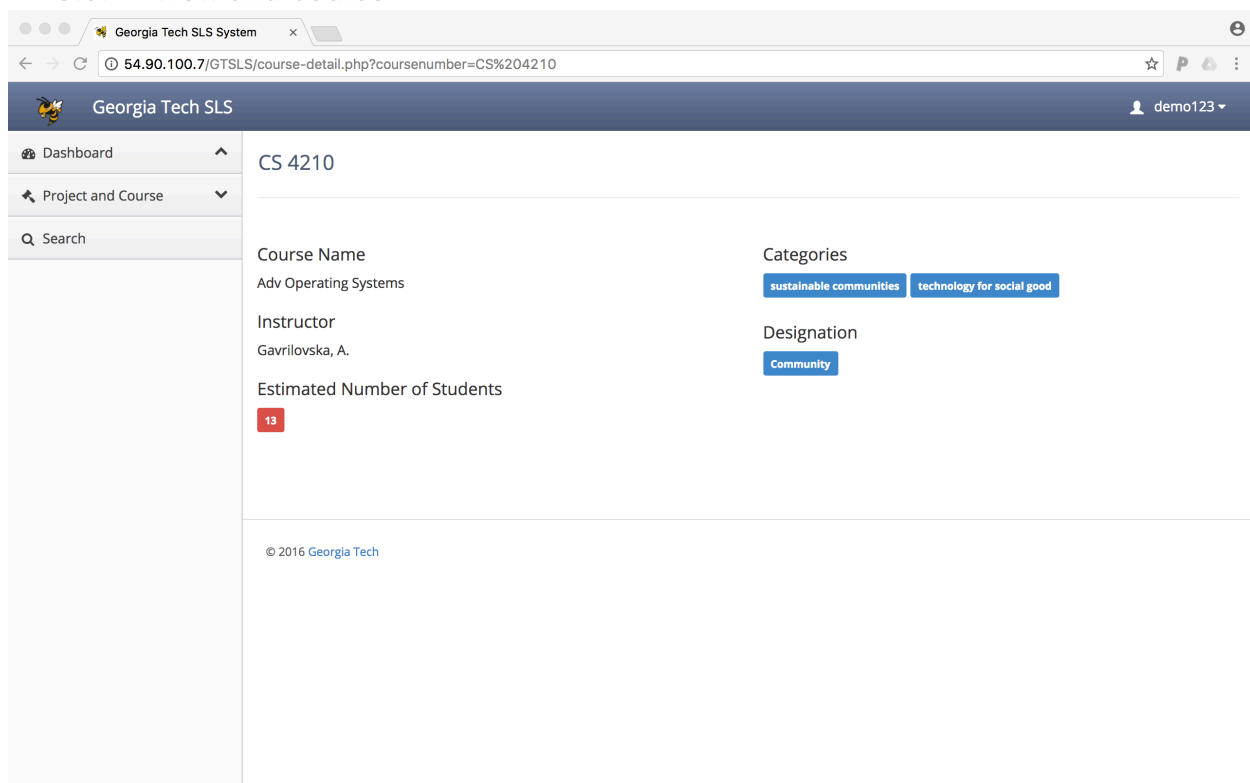 Georgia Tech SLS System
54.90.100.7/GTSLS/course-detail.php?coursenumber=CS%204210
Georgia Tech SLS
demo123
Dashboard
Project and Course
Search
CS 4210
Course Name
Adv Operating Systems
Instructor
Gavrilovska, A.
Estimated Number of Students
13
Categories
sustainable communities technology for social good
Designation
Community
© 2016 Georgia Tech